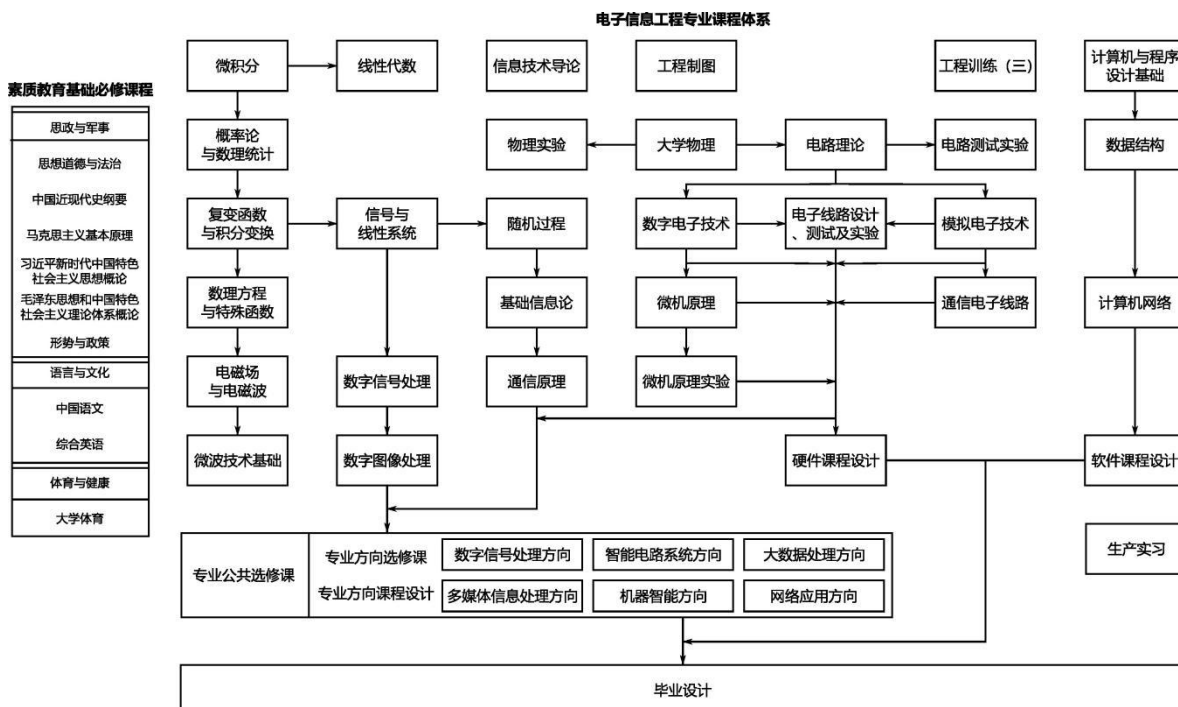 电子信息工程专业课程体系
素质教育基础必修课程
思政与军事
思想道德与法治
中国近现代史纲要
马克思主义基本原理
习近平新时代中国特色
社会主义思想概论
毛泽东思想和中国特色
社会主义理论体系概论
形势与政策
语言与文化
中国语文
综合英语
体育与健康
大学体育
微积分
线性代数
信息技术导论
工程制图
工程训练（三）
计算机与程序
设计基础
概率论
与数理统计
物理实验
大学物理
电路理论
电路测试实验
数据结构
复变函数
与积分变换
信号与
线性系统
随机过程
数字电子技术
电子线路设计
、测试及实验
模拟电子技术
数理方程
与特殊函数
基础信息论
微机原理
通信电子线路
计算机网络
电磁场
与电磁波
数字信号处理
通信原理
微机原理实验
微波技术基础
数字图像处理
硬件课程设计
软件课程设计
生产实习
专业公共选修课
专业方向选修课
数字信号处理方向
智能电路系统方向
大数据处理方向
专业方向课程设计
多媒体信息处理方向
机器智能方向
网络应用方向
毕业设计